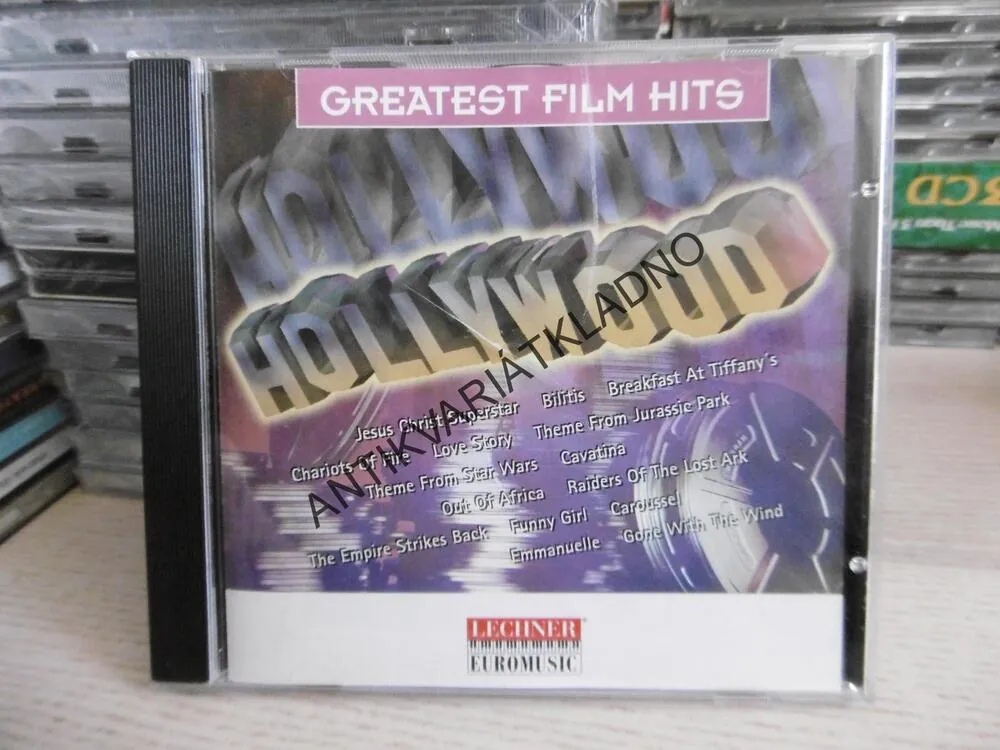 GREATEST FILM HITS
HOLLYWOOD
HOLLYWOOD
ANTIKVARIÁTKLADNO
Jesus Christ Superstar Bilitis Breakfast At Tiffany's
Chariots Of Fire Love Story Theme From Jurassic Park
Theme From Star Wars Cavatina
Out Of Africa Raiders Of The Lost Ark
The Empire Strikes Back Funny Girl Caroussel
Emmanuelle Gone With The Wind
LECHNER
EUROMUSIC